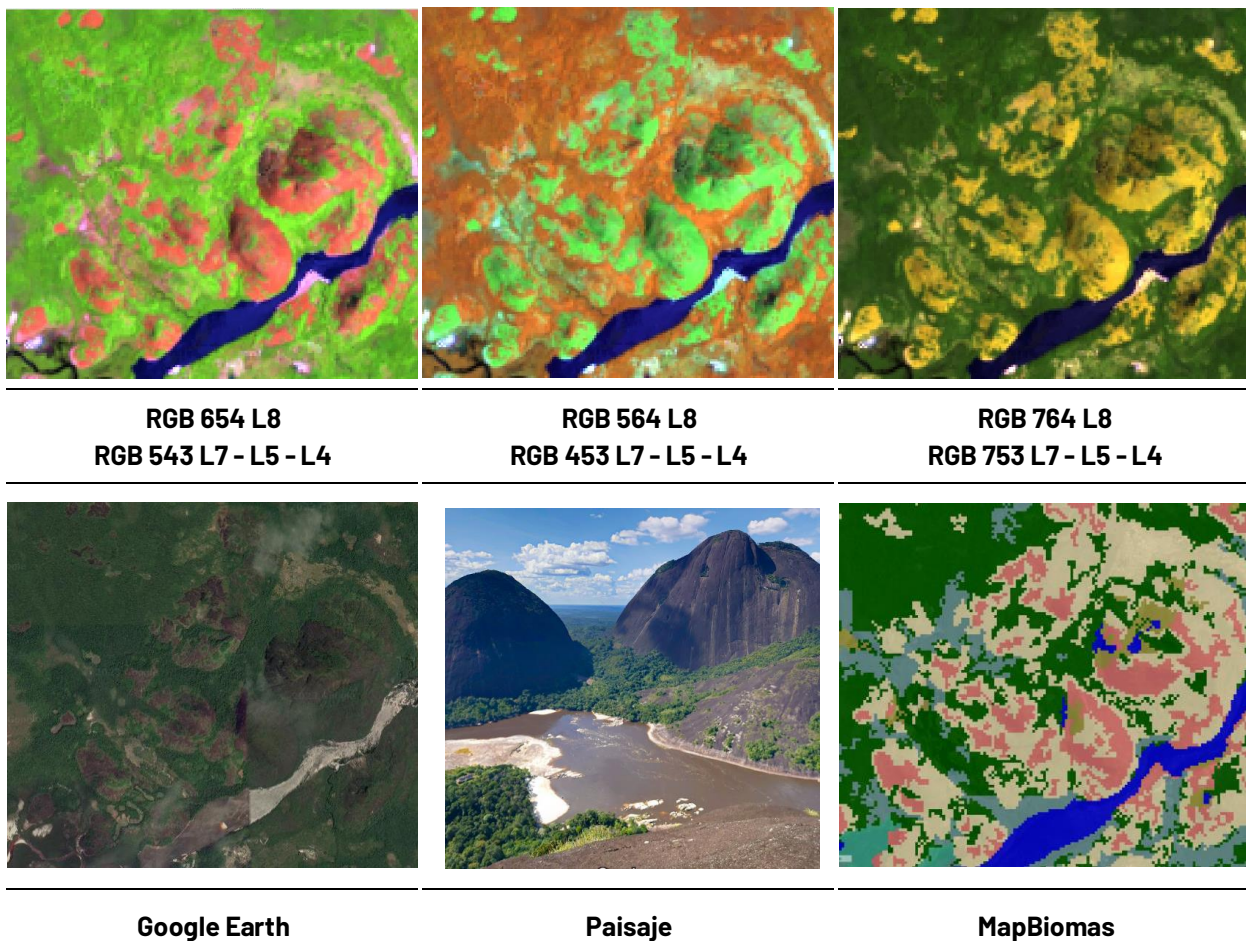 RGB 654 L8
RGB 543 L7 - L5 - L4
RGB 564 L8
RGB 453 L7 - L5 - L4
RGB 764 L8
RGB 753 L7 - L5 - L4
Google Earth
Paisaje
MapBiomas